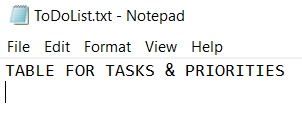 ToDoList.txt - Notepad
File Edit Format View Help
TABLE FOR TASKS & PRIORITIES